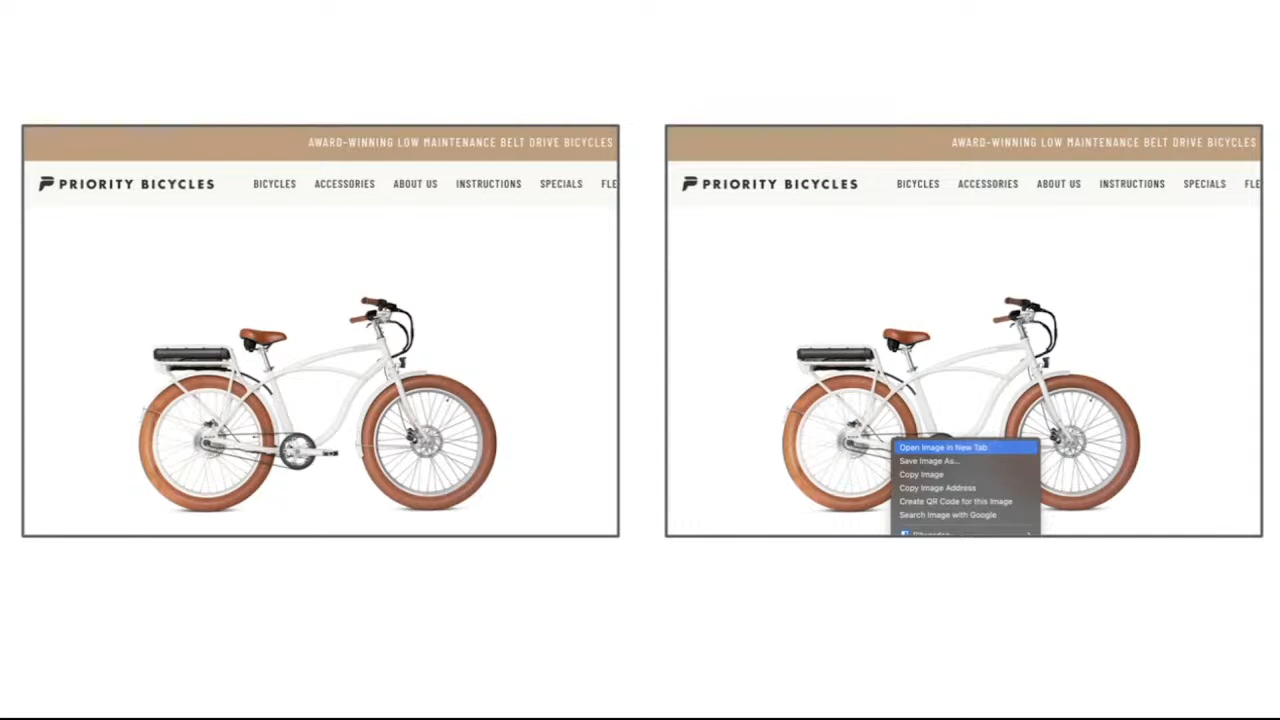 AWARD-WINNING LOW MAINTENANCE BELT DRIVE BICYCLES
PRIORITY BICYCLES BICYCLES ACCESSORIES ABOUT US INSTRUCTIONS SPECIALS FLE
AWARD-WINNING LOW MAINTENANCE BELT DRIVE BICYCLES
PRIORITY BICYCLES BICYCLES ACCESSORIES ABOUT US INSTRUCTIONS SPECIALS FLE
Open Image in New Tab
Save Image As...
Copy Image
Copy Image Address
Create QR Code for this Image
Search Image with Google